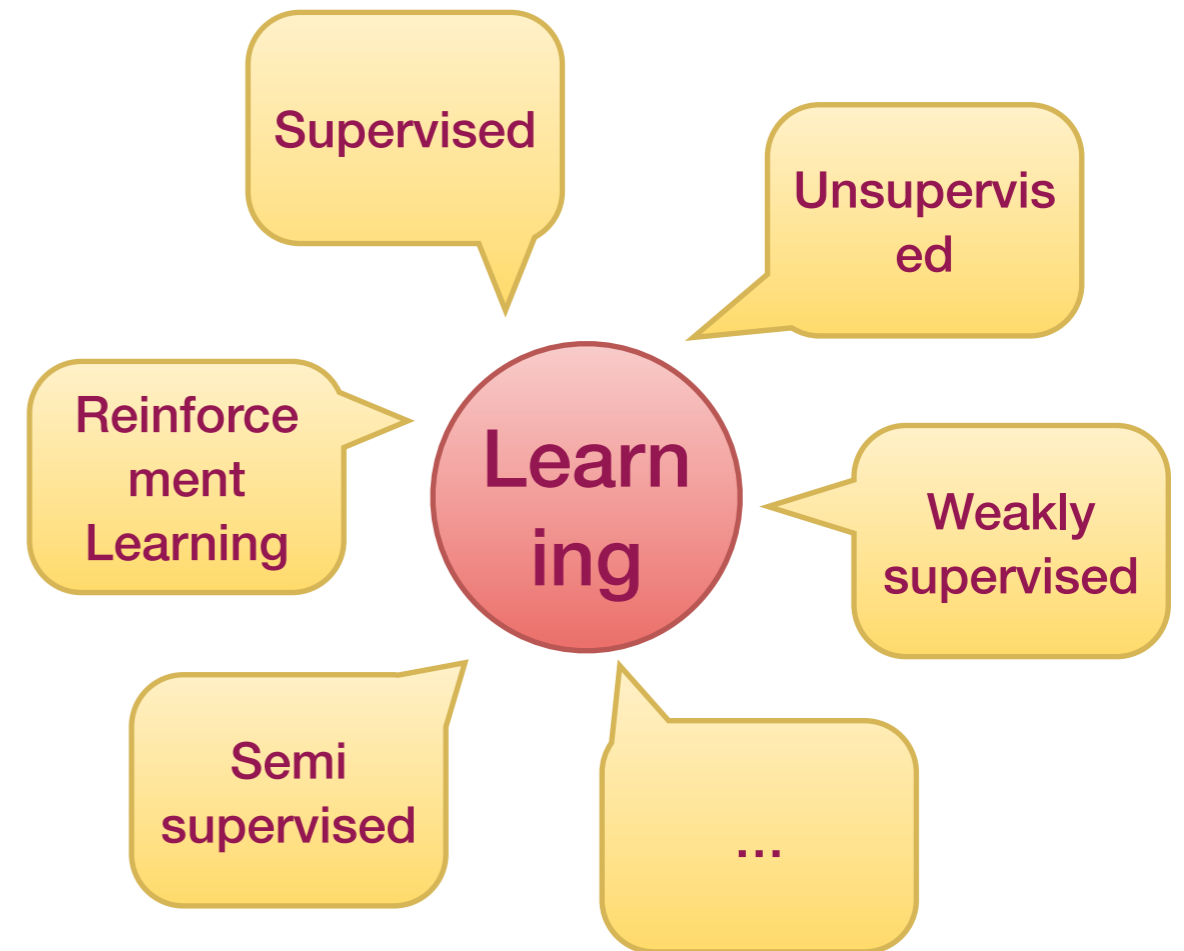 Supervised
Unsupervis
ed
Reinforce
ment
Learning
Learn
ing
Weakly
supervised
Semi
supervised
...